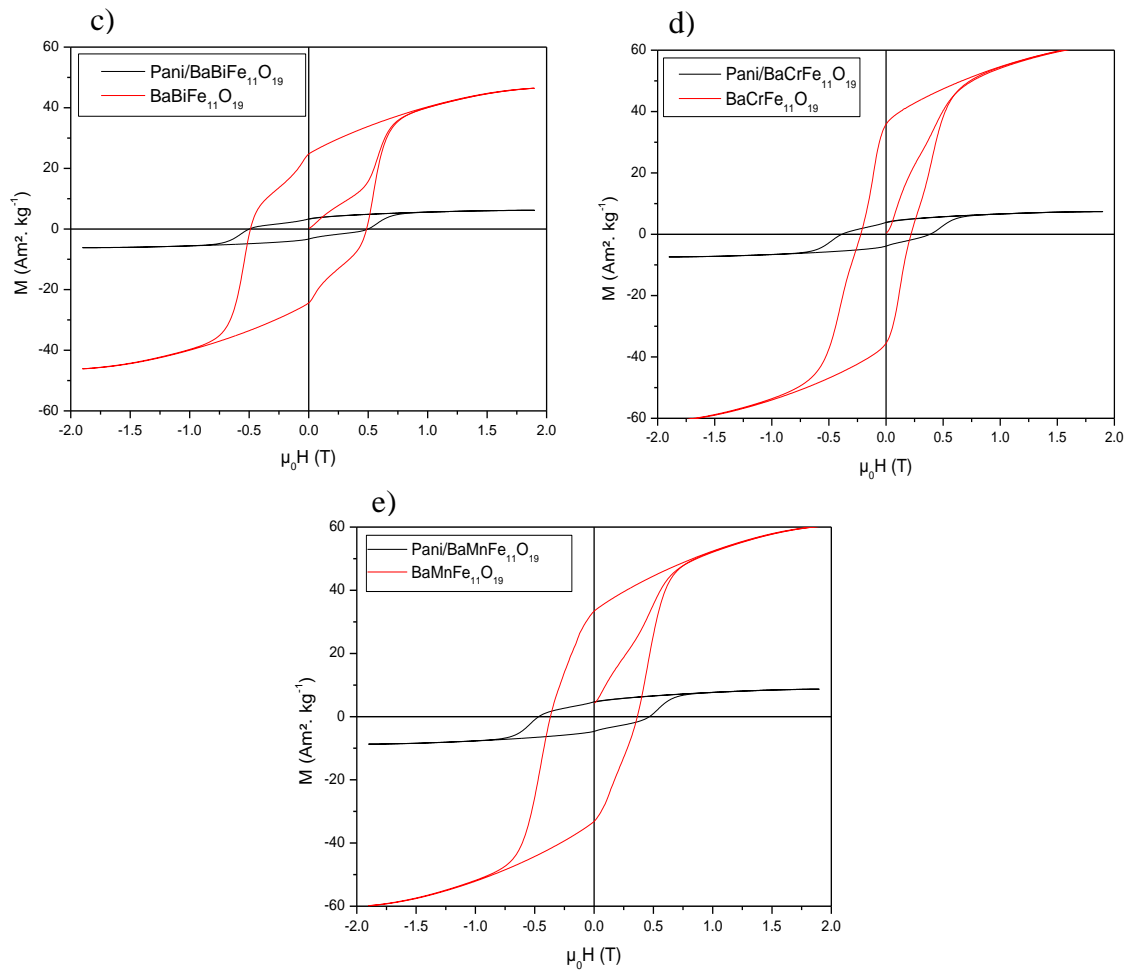 c)
Pani/BaBiFe₁₁O₁₉
BaBiFe₁₁O₁₉
60
40
20
0
-20
-40
-60
M (Am². kg⁻¹)
-2.0 -1.5 -1.0 -0.5 0.0 0.5 1.0 1.5 2.0
µ₀H (T)
d)
Pani/BaCrFe₁₁O₁₉
BaCrFe₁₁O₁₉
60
40
20
0
-20
-40
-60
M (Am². kg⁻¹)
-2.0 -1.5 -1.0 -0.5 0.0 0.5 1.0 1.5 2.0
µ₀H (T)
e)
Pani/BaMnFe₁₁O₁₉
BaMnFe₁₁O₁₉
60
40
20
0
-20
-40
-60
M (Am². kg⁻¹)
-2.0 -1.5 -1.0 -0.5 0.0 0.5 1.0 1.5 2.0
µ₀H (T)